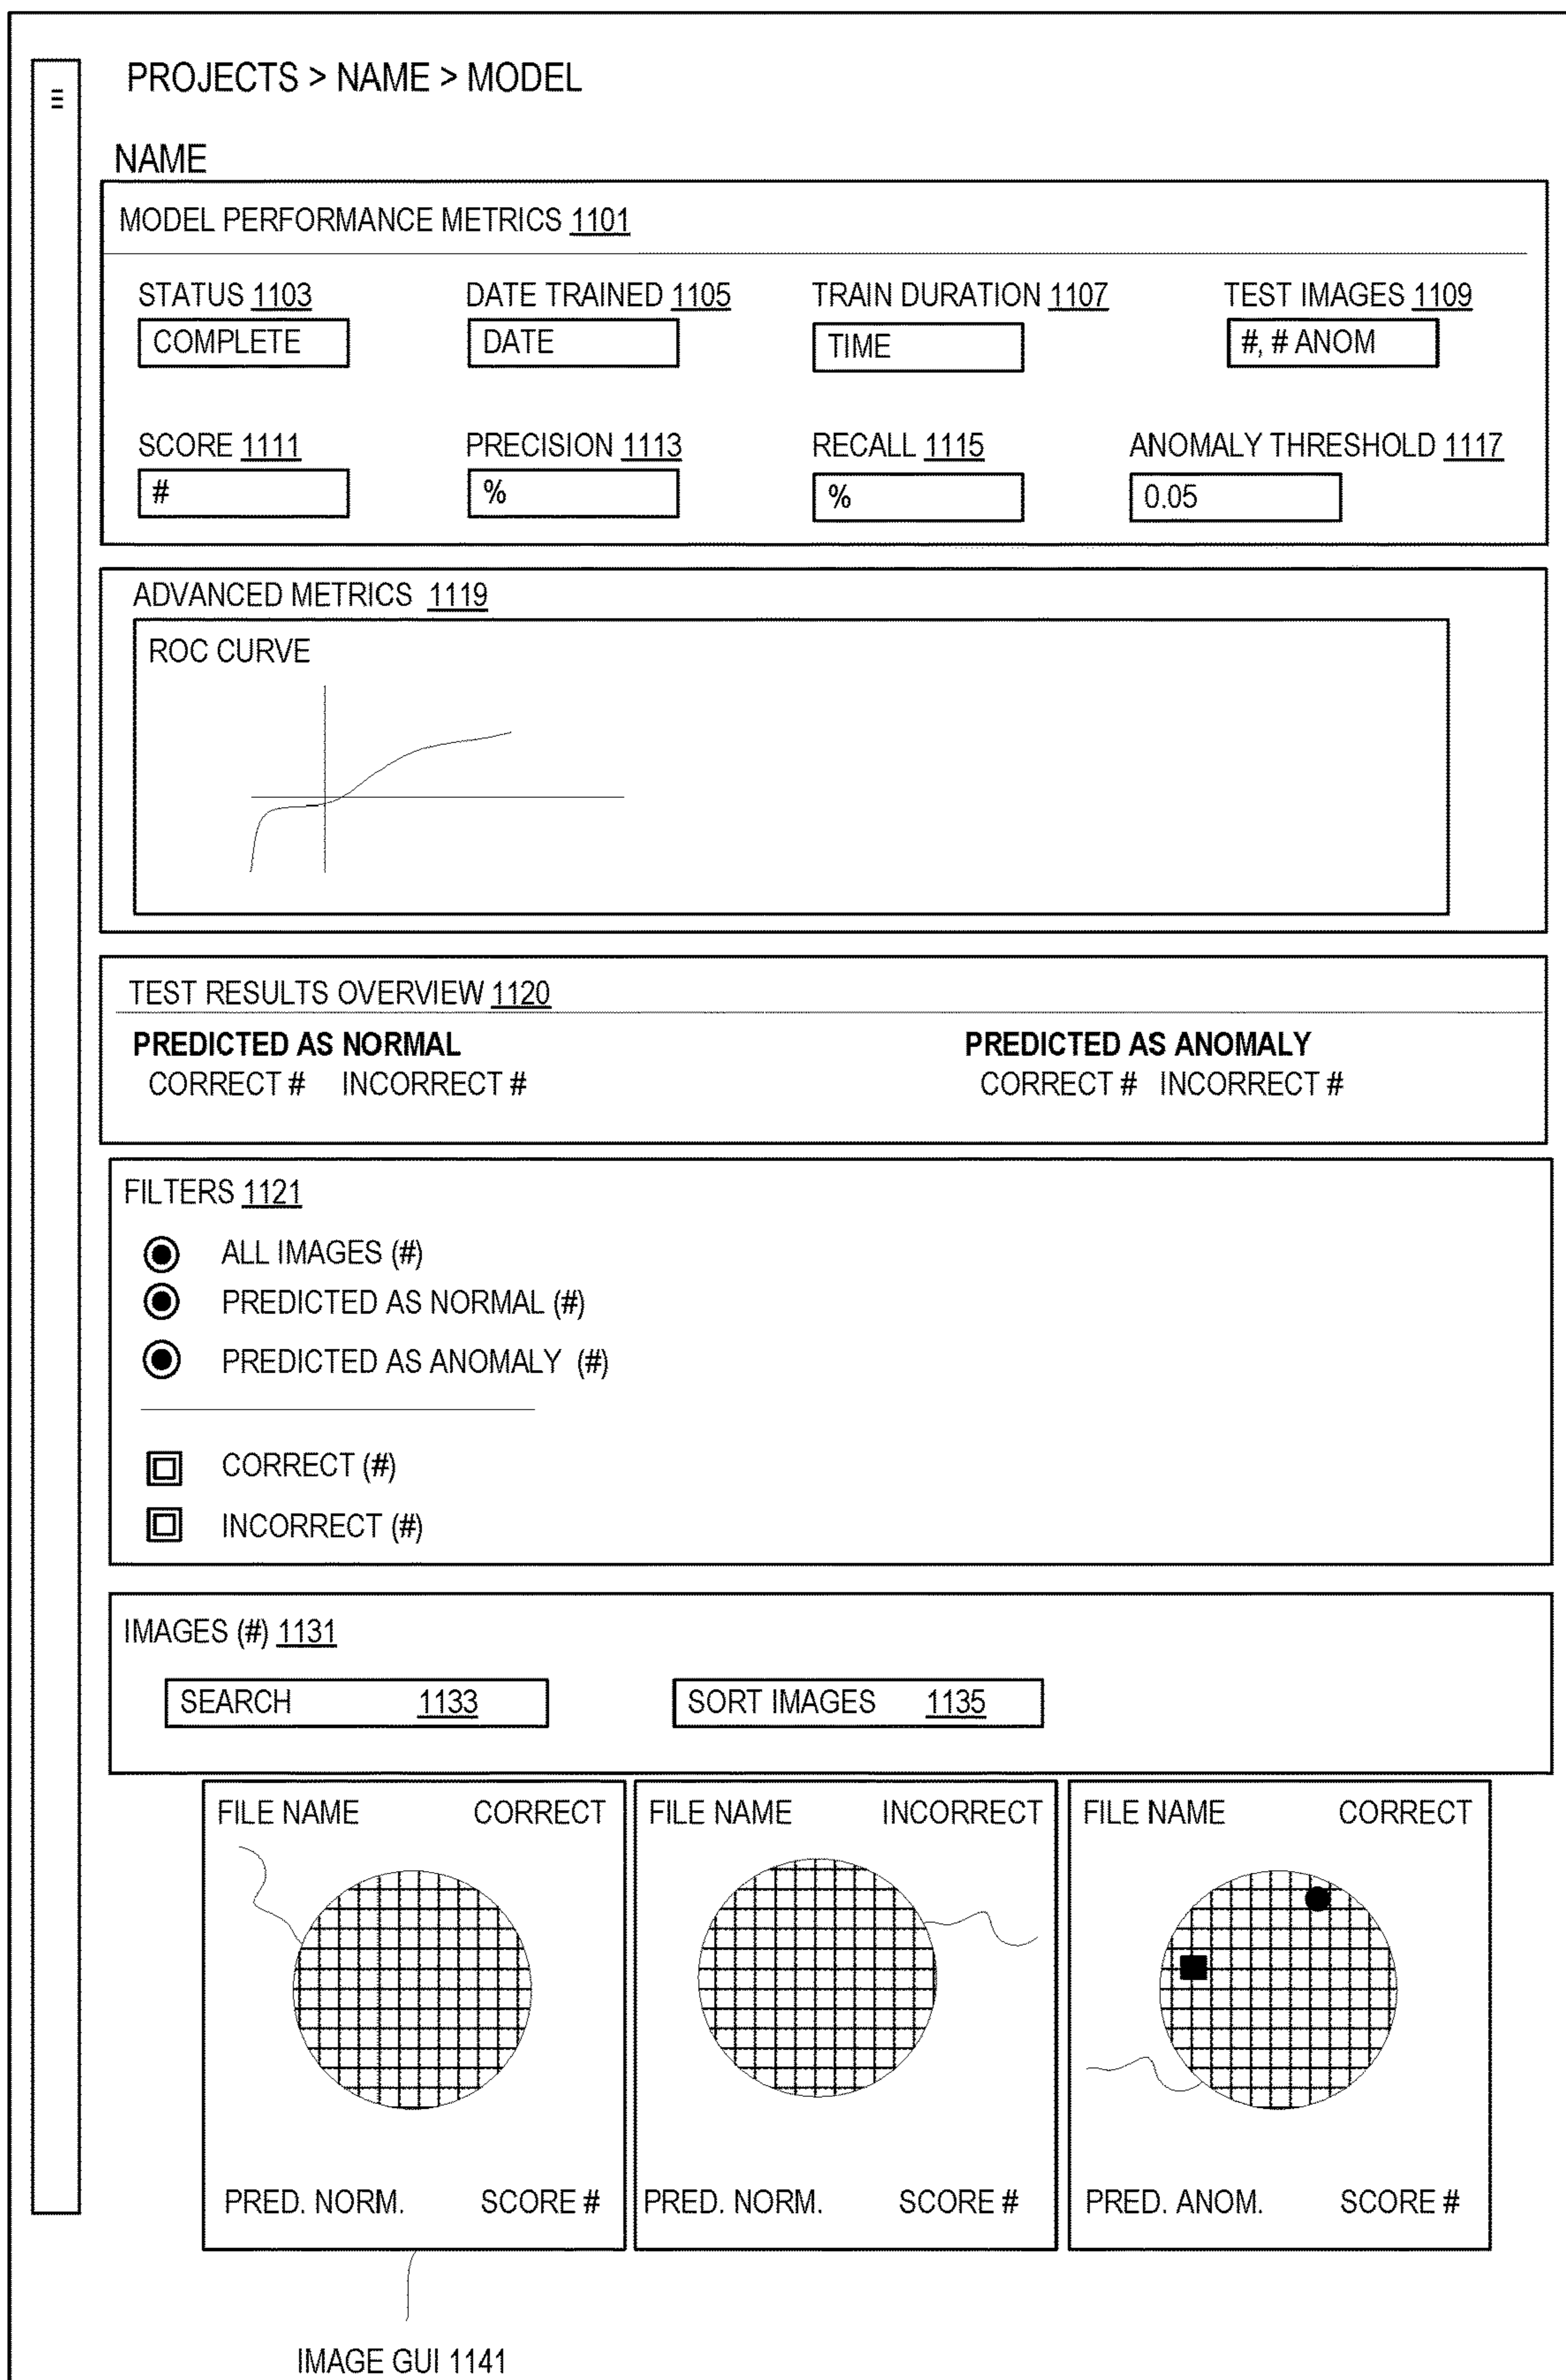 PROJECTS > NAME > MODEL
NAME
MODEL PERFORMANCE METRICS 1101
STATUS 1103 DATE TRAINED 1105 TRAIN DURATION 1107 TEST IMAGES 1109
COMPLETE DATE TIME #, # ANOM
SCORE 1111 PRECISION 1113 RECALL 1115 ANOMALY THRESHOLD 1117
# % % 0.05
ADVANCED METRICS 1119
ROC CURVE
TEST RESULTS OVERVIEW 1120
PREDICTED AS NORMAL PREDICTED AS ANOMALY
CORRECT # INCORRECT # CORRECT # INCORRECT #
FILTERS 1121
ALL IMAGES (#)
PREDICTED AS NORMAL (#)
PREDICTED AS ANOMALY (#)
CORRECT (#)
INCORRECT (#)
IMAGES (#) 1131
SEARCH 1133 SORT IMAGES 1135
FILE NAME CORRECT FILE NAME INCORRECT FILE NAME CORRECT
PRED. NORM. SCORE # PRED. NORM. SCORE # PRED. ANOM. SCORE #
IMAGE GUI 1141